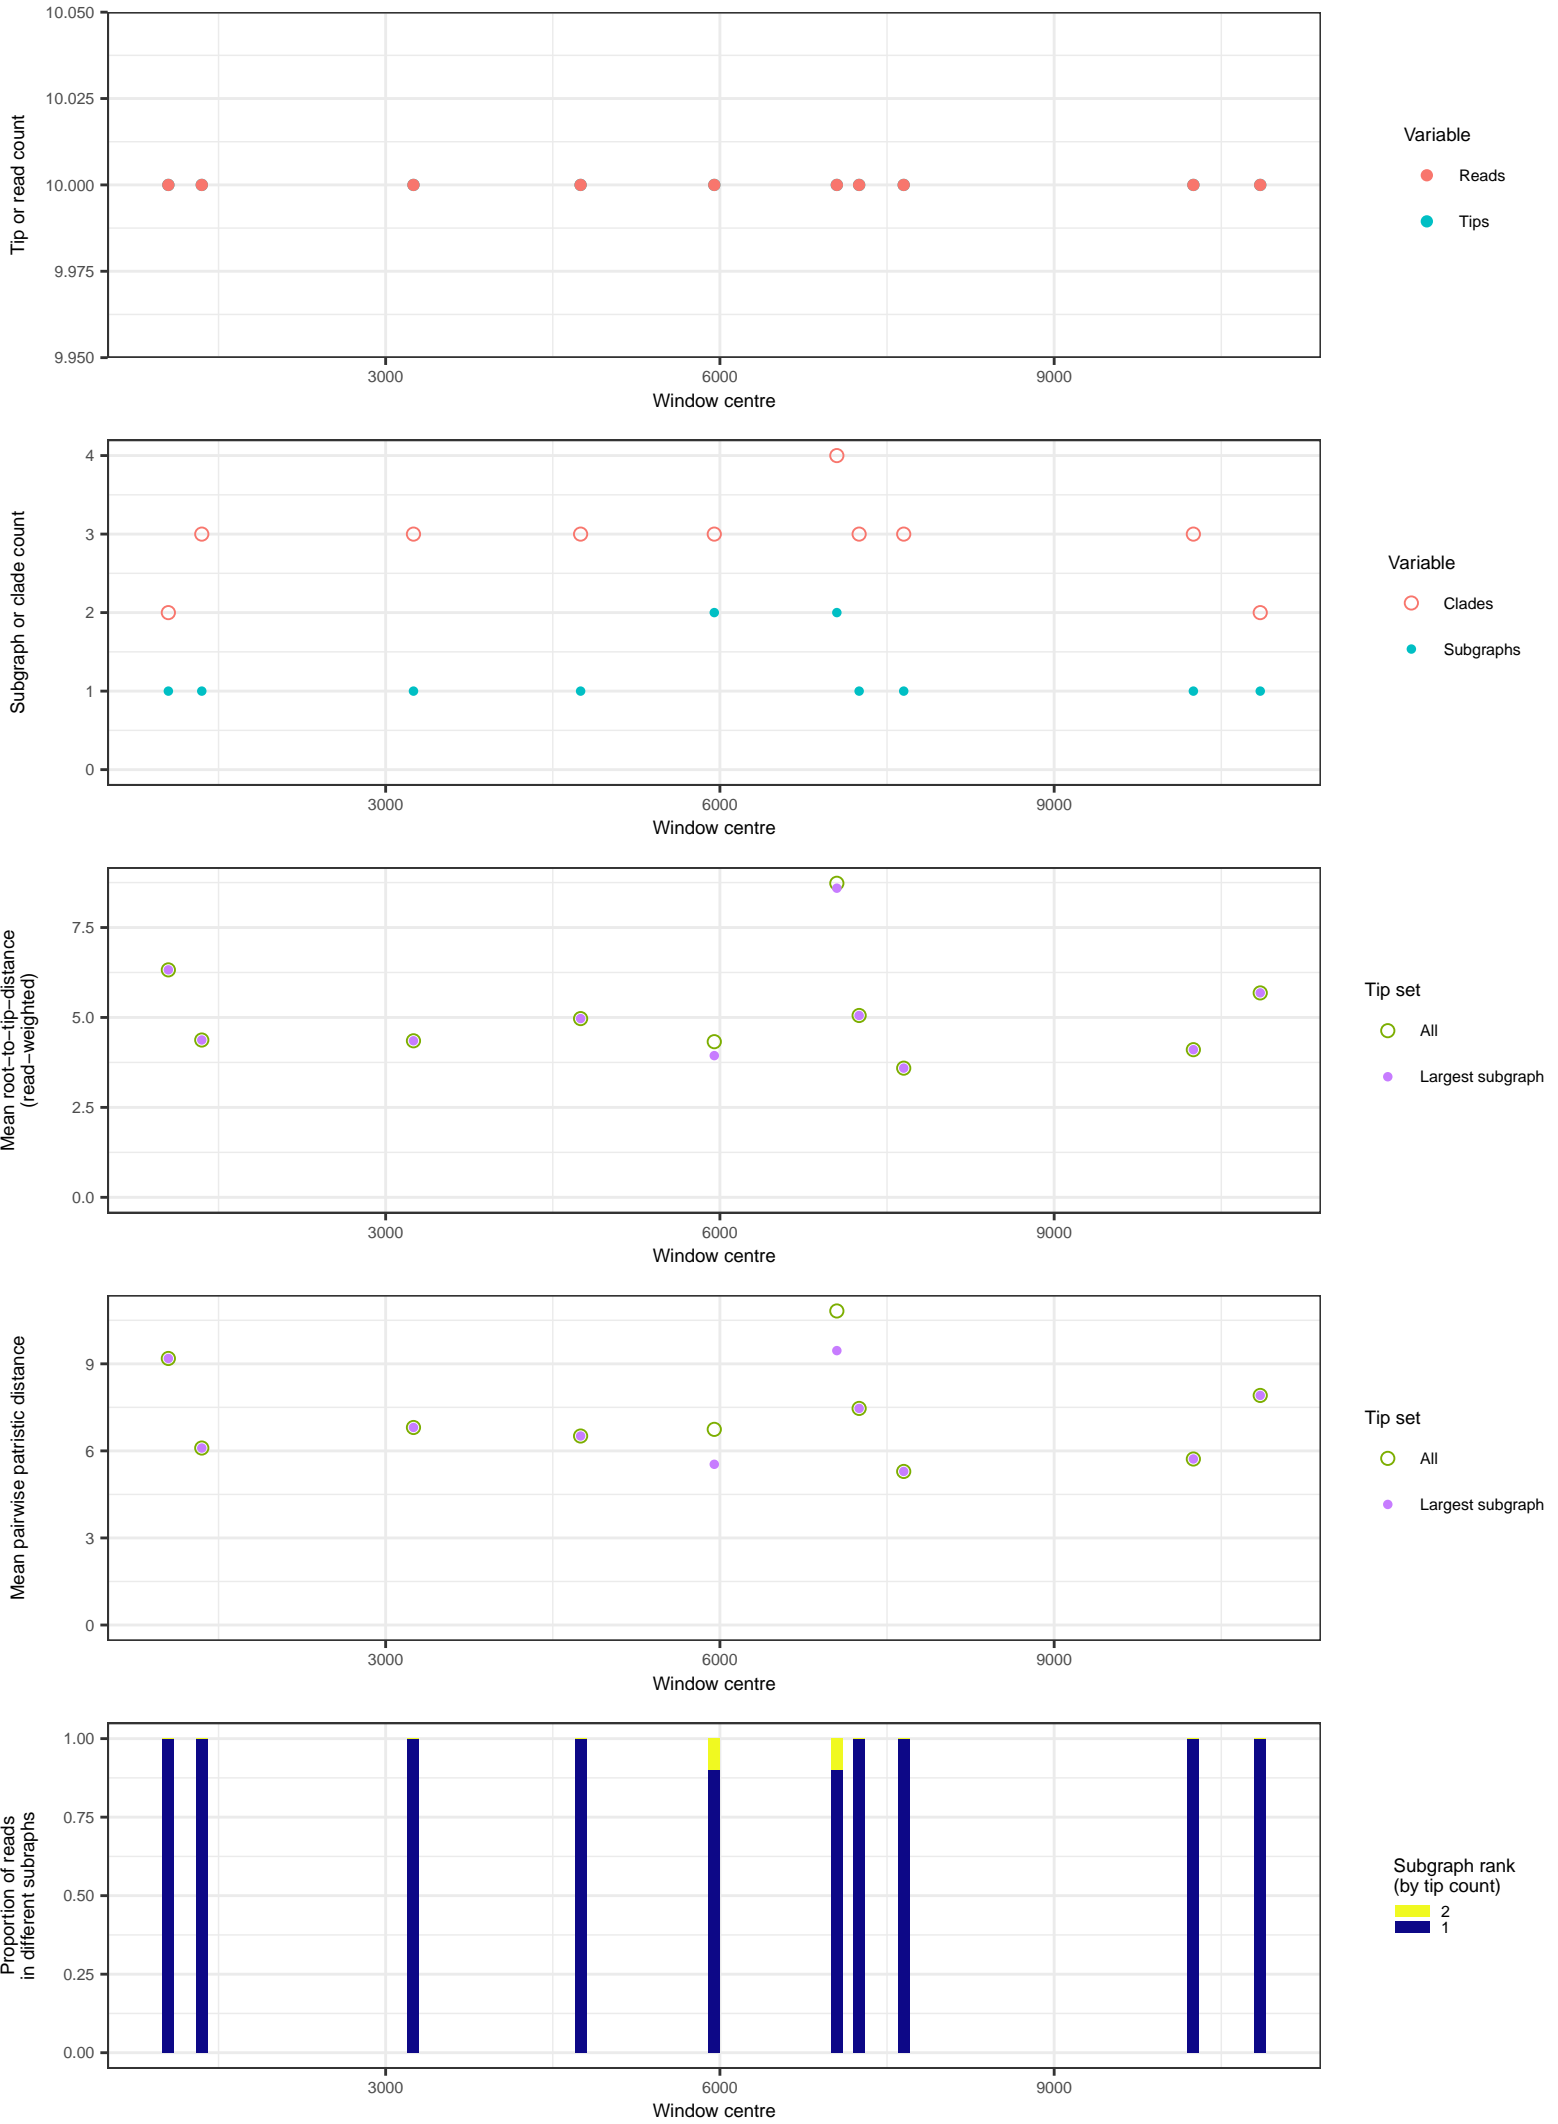 10.050
10.025
10.000
9.975
9.950
Tip or read count
3000
6000
9000
Window centre
Variable
Reads
Tips
4
3
2
1
0
Subgraph or clade count
3000
6000
9000
Window centre
Variable
Clades
Subgraphs
7.5
5.0
2.5
0.0
Mean root−to−tip−distance
(read−weighted)
3000
6000
9000
Window centre
Tip set
All
Largest subgraph
9
6
3
0
Mean pairwise patristic distance
3000
6000
9000
Window centre
Tip set
All
Largest subgraph
1.00
0.75
0.50
0.25
0.00
Proportion of reads
in different subraphs
3000
6000
9000
Window centre
Subgraph rank
(by tip count)
2
1